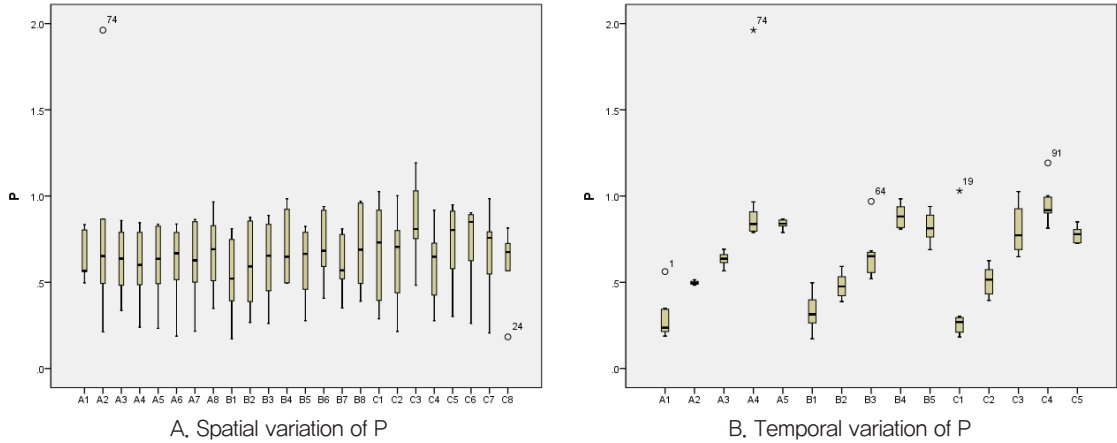 2.0
1.5
1.0
.5
.0
P
74
24
A1 A2 A3 A4 A5 A6 A7 A8 B1 B2 B3 B4 B5 B6 B7 B8 C1 C2 C3 C4 C5 C6 C7 C8
A. Spatial variation of P
2.0
1.5
1.0
.5
.0
P
74
91
19
64
1
A1 A2 A3 A4 A5 B1 B2 B3 B4 B5 C1 C2 C3 C4 C5
B. Temporal variation of P